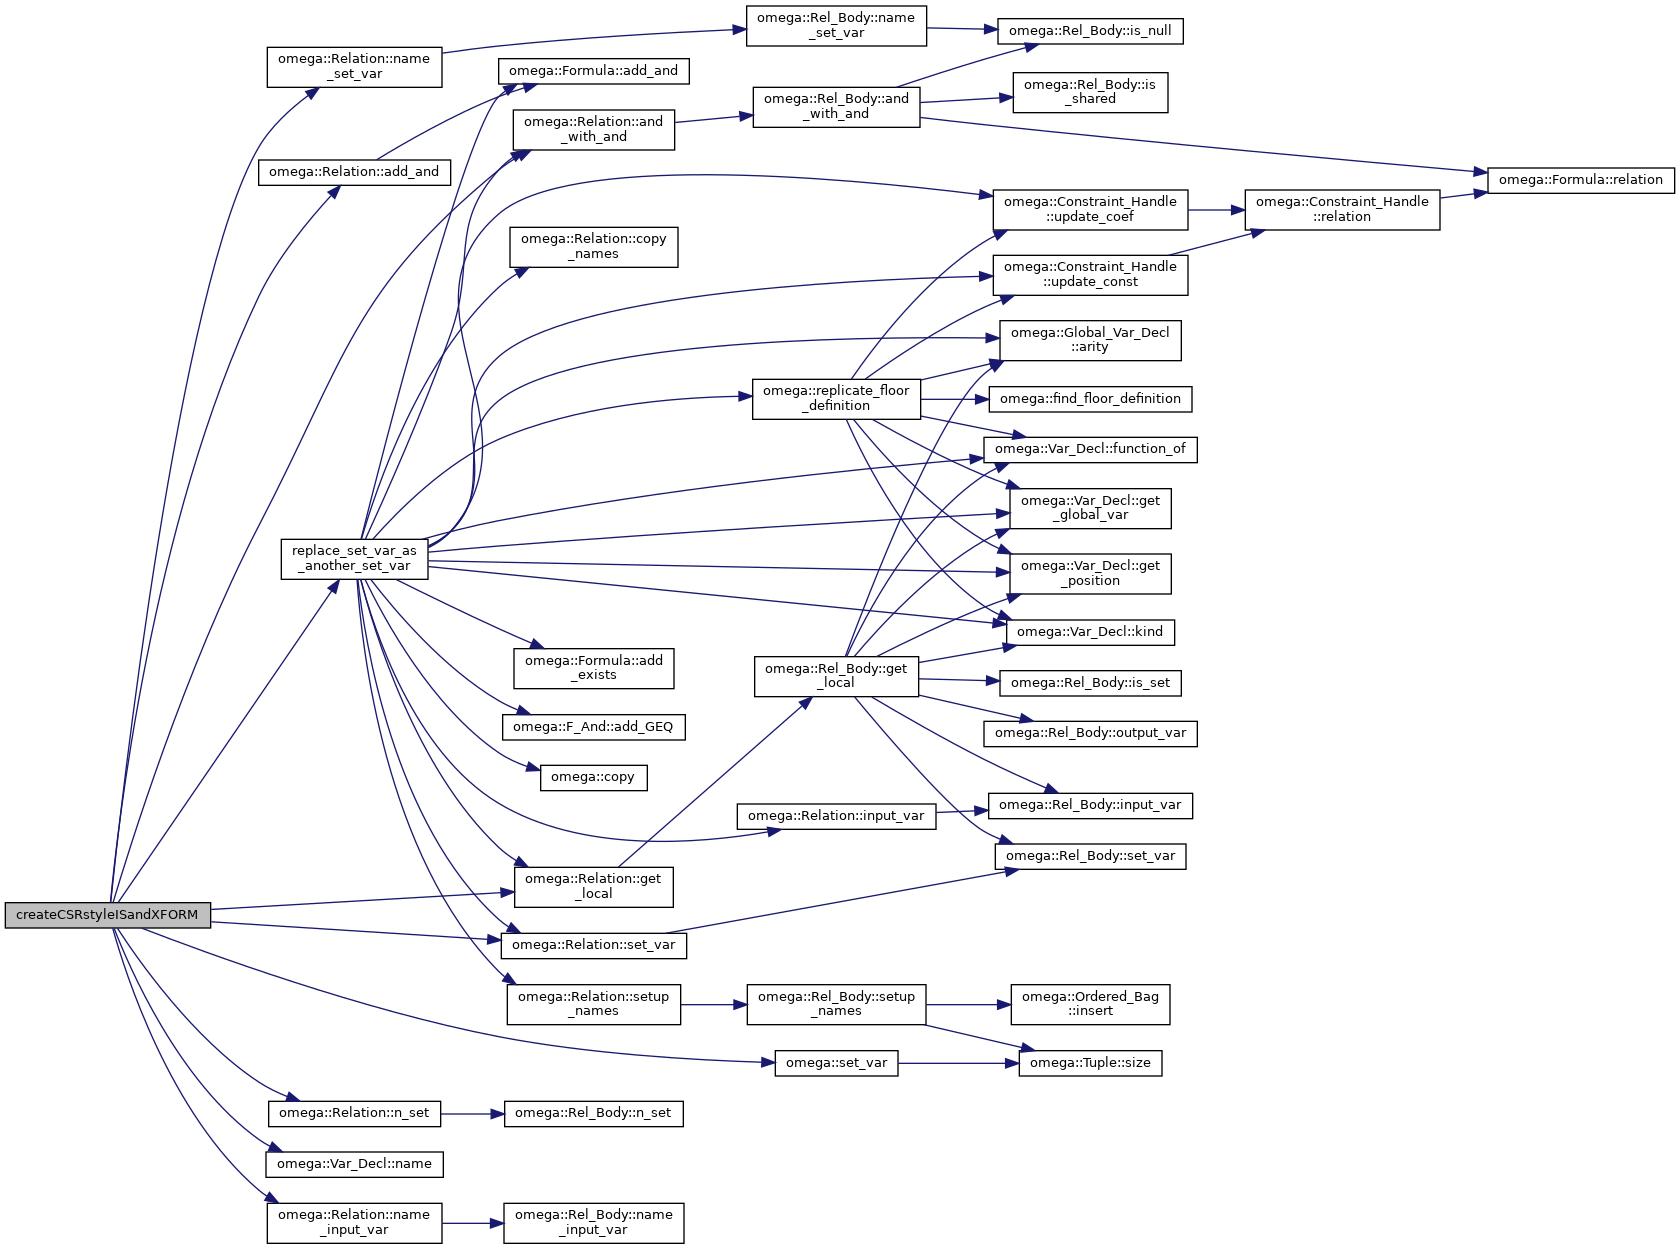 createCSRstyleISandXFORM
omega::Relation::name
_set_var
omega::Relation::add_and
replace_set_var_as
_another_set_var
omega::Relation::n_set
omega::Var_Decl::name
omega::Relation::name
_input_var
omega::Formula::add_and
omega::Relation::and
_with_and
omega::Relation::copy
_names
omega::Formula::add
_exists
omega::F_And::add_GEQ
omega::copy
omega::Relation::get
_local
omega::Relation::set_var
omega::Relation::setup
_names
omega::Rel_Body::n_set
omega::Rel_Body::name
_input_var
omega::Rel_Body::name
_set_var
omega::Rel_Body::and
_with_and
omega::replicate_floor
_definition
omega::Rel_Body::get
_local
omega::Relation::input_var
omega::Rel_Body::setup
_names
omega::set_var
omega::Rel_Body::is_null
omega::Rel_Body::is
_shared
omega::Constraint_Handle
::update_coef
omega::Constraint_Handle
::update_const
omega::Global_Var_Decl
::arity
omega::find_floor_definition
omega::Var_Decl::function_of
omega::Var_Decl::get
_global_var
omega::Var_Decl::get
_position
omega::Var_Decl::kind
omega::Rel_Body::is_set
omega::Rel_Body::output_var
omega::Rel_Body::input_var
omega::Rel_Body::set_var
omega::Ordered_Bag
::insert
omega::Tuple::size
omega::Constraint_Handle
::relation
omega::Formula::relation